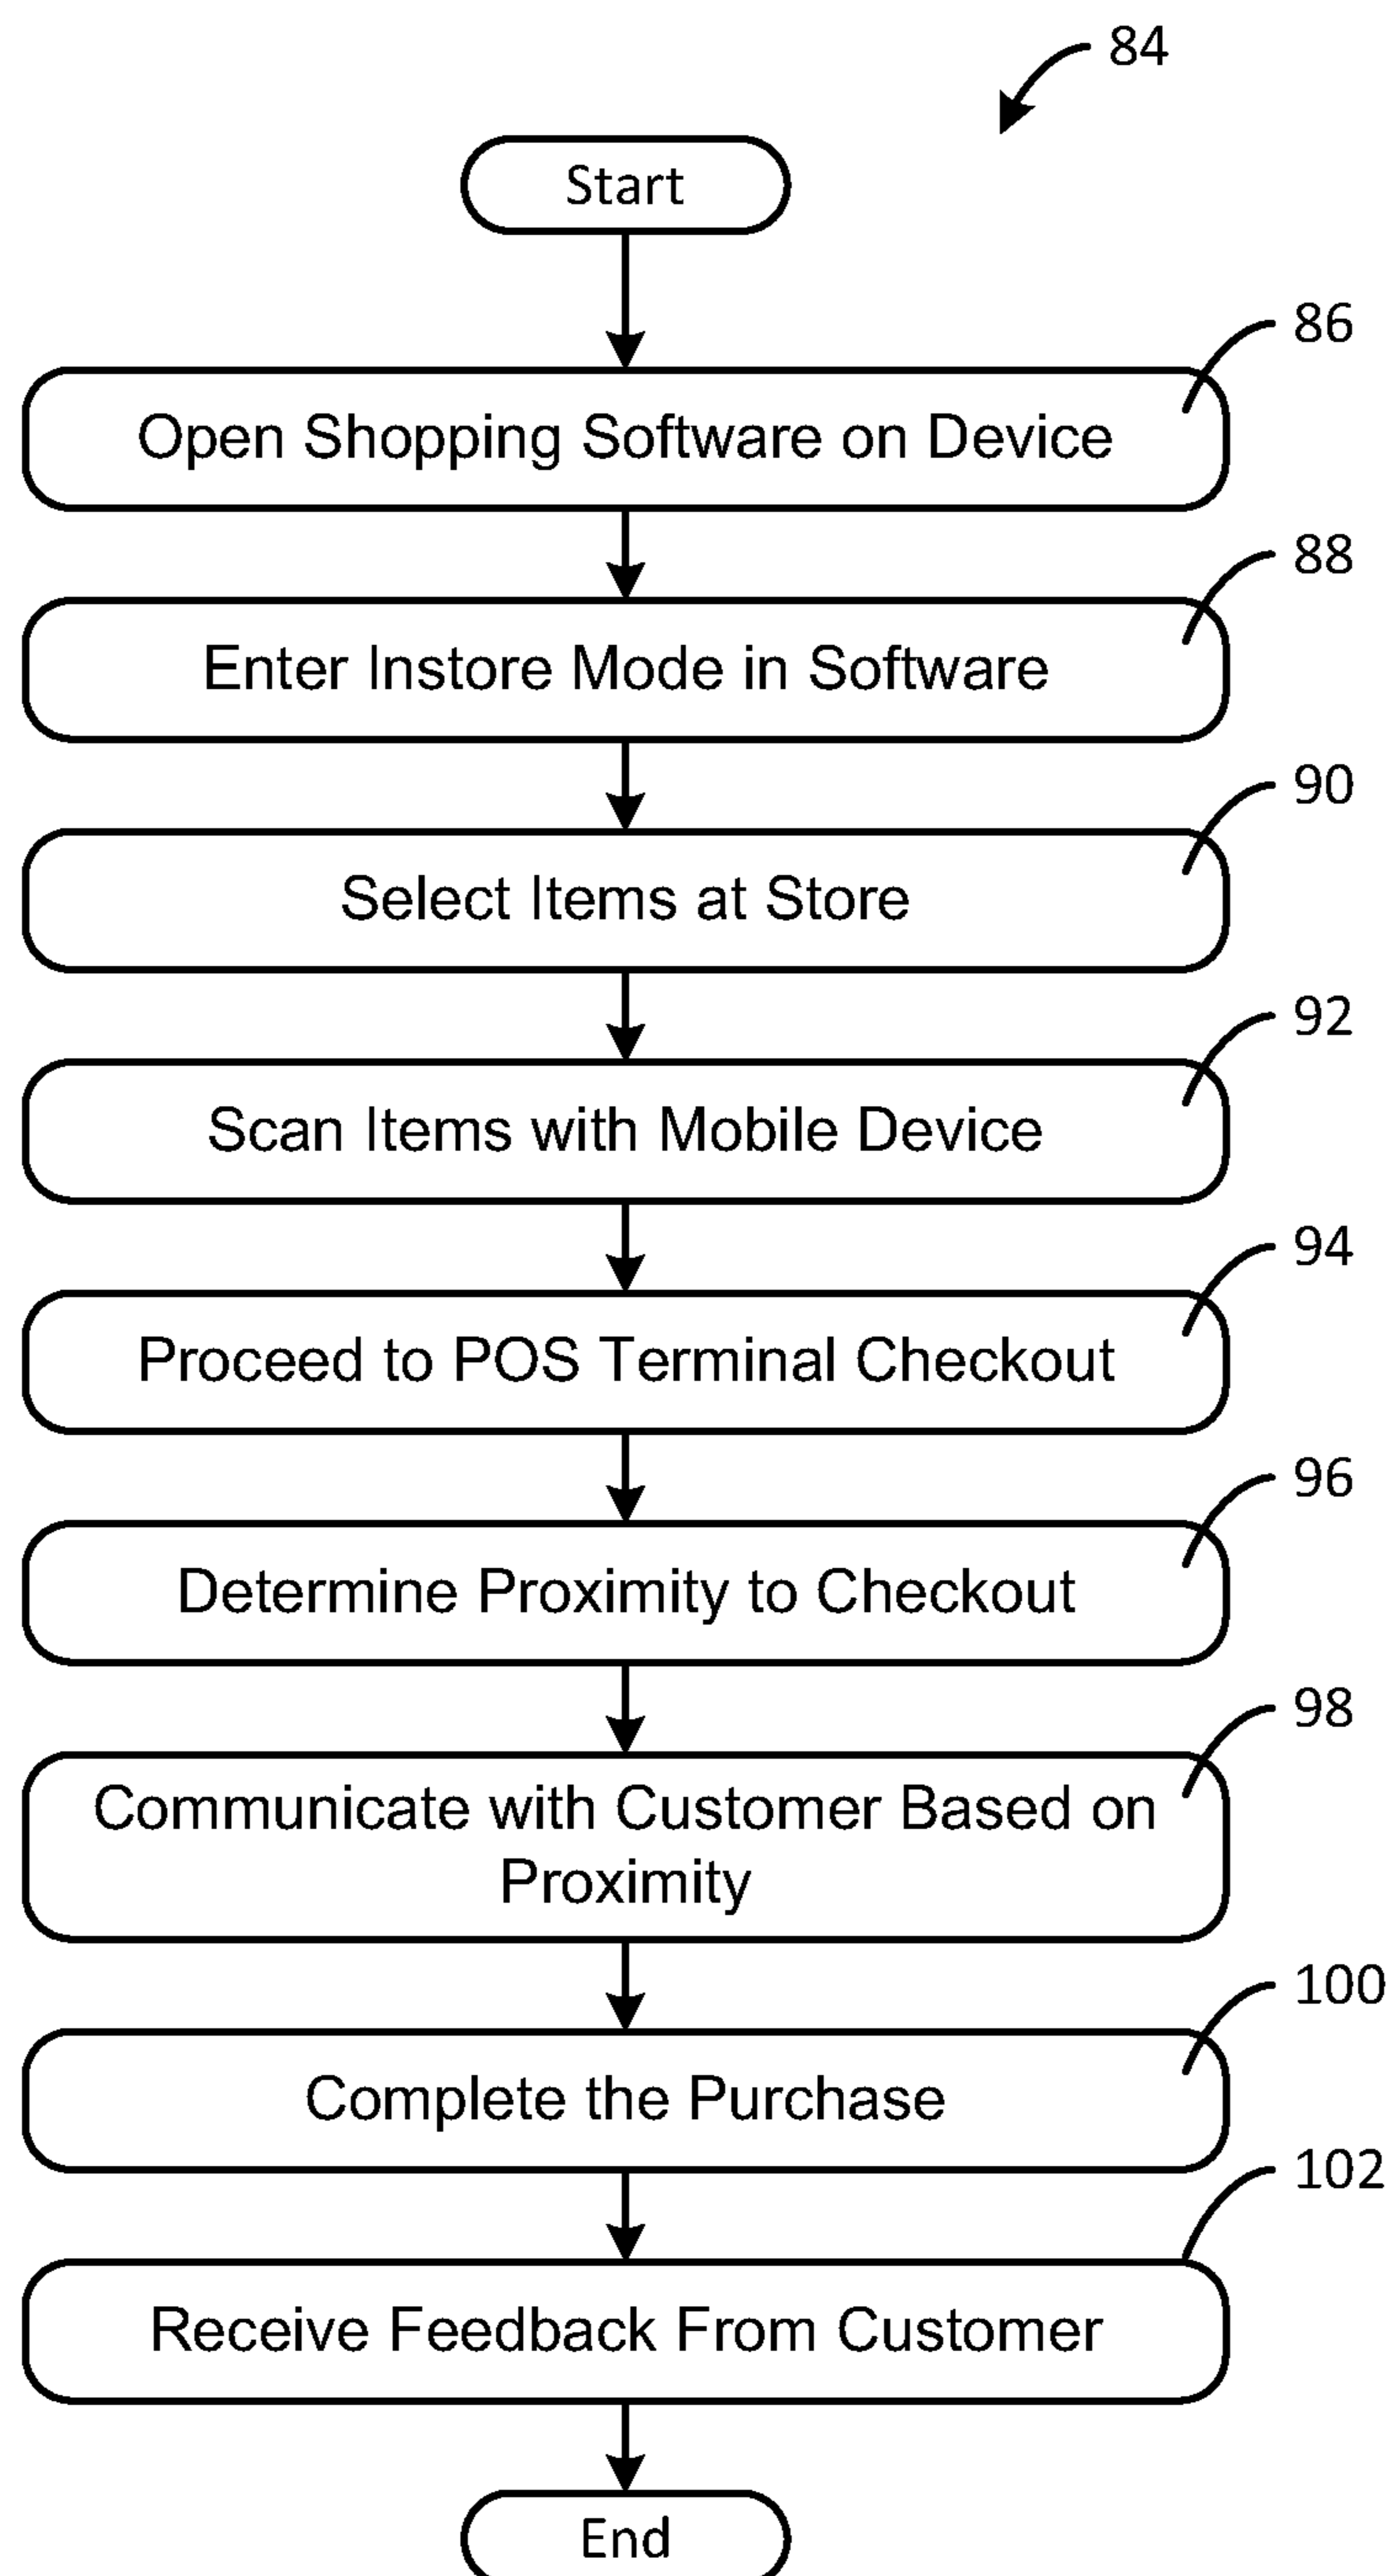 84
Start
86
Open Shopping Software on Device
88
Enter Instore Mode in Software
90
Select Items at Store
92
Scan Items with Mobile Device
94
Proceed to POS Terminal Checkout
96
Determine Proximity to Checkout
98
Communicate with Customer Based on
Proximity
100
Complete the Purchase
102
Receive Feedback From Customer
End